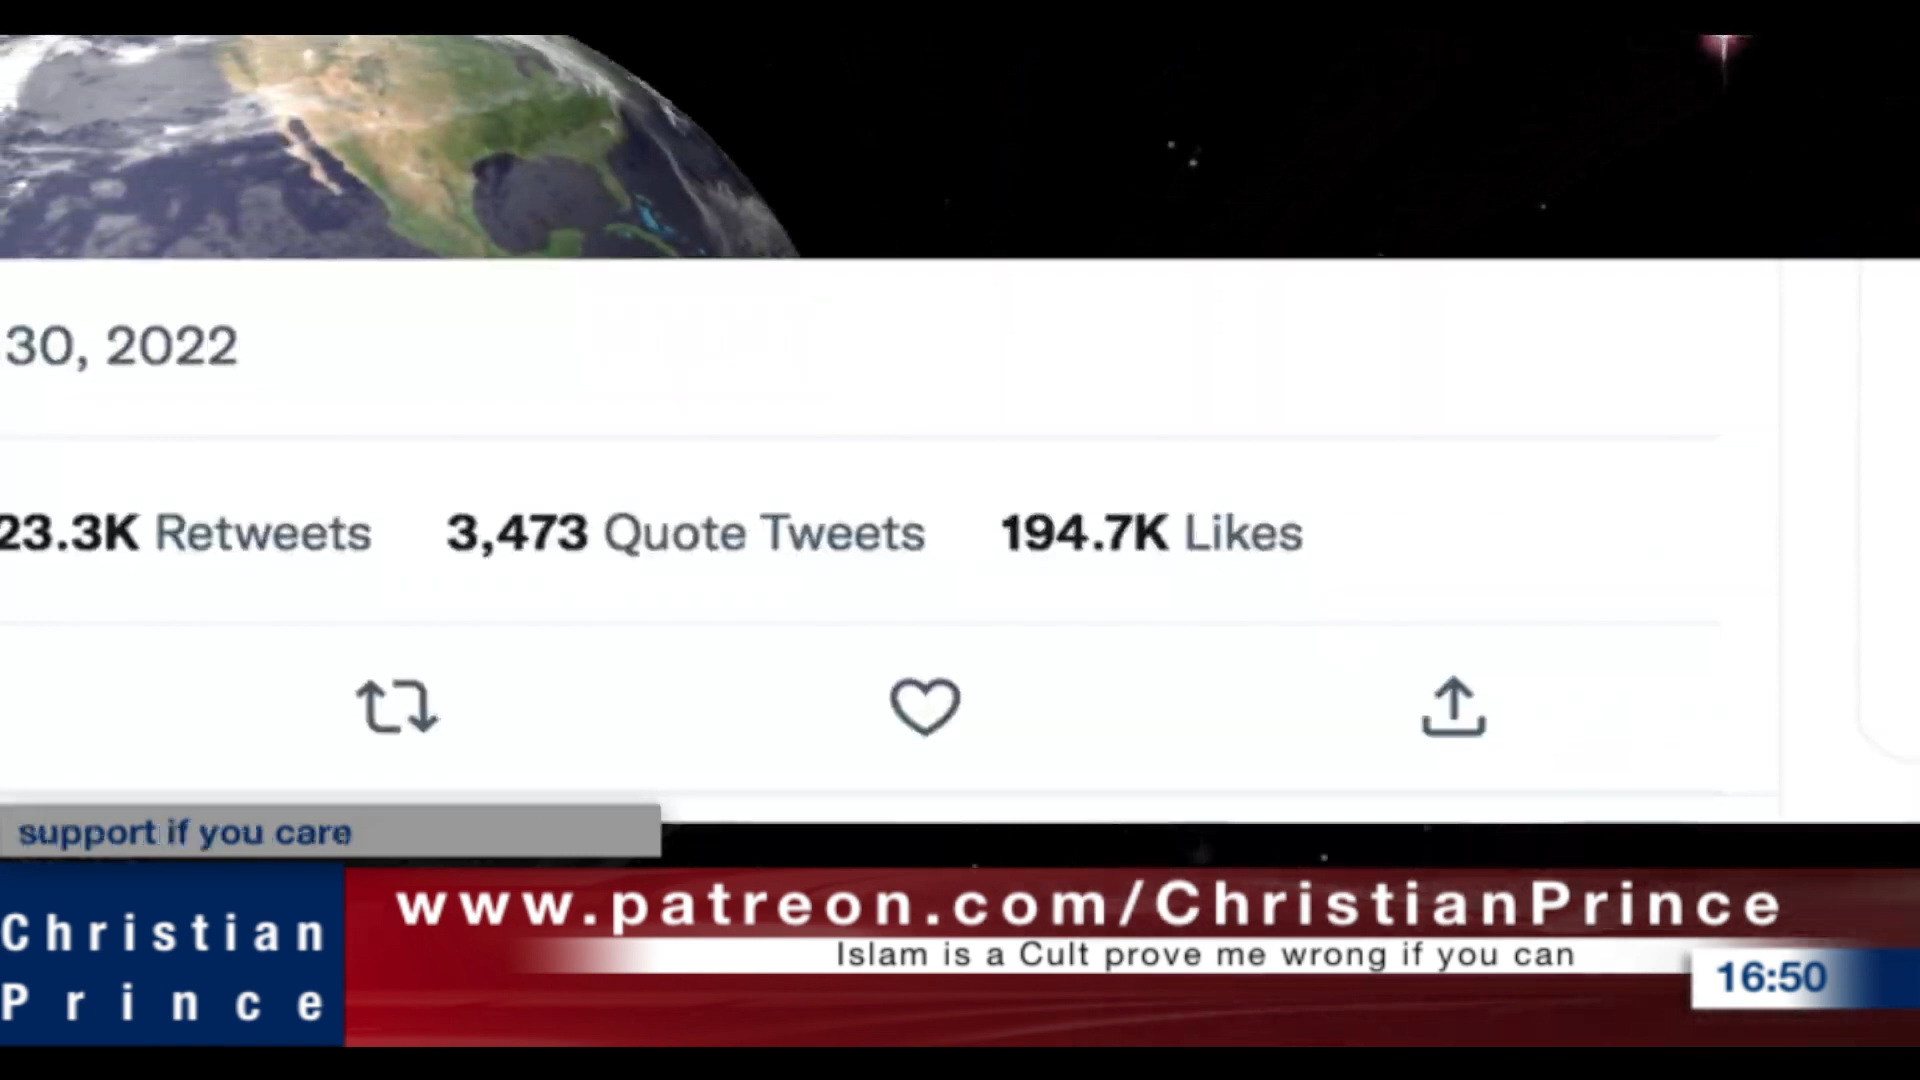 30, 2022
23.3K Retweets 3,473 Quote Tweets 194.7K Likes
support if you care
Christian
Prince
www.patreon.com/ChristianPrince
Islam is a Cult prove me wrong if you can
16:50